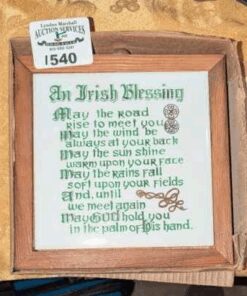 Lyndon Marshall
AUCTION SERVICES
1540
An Irish Blessing
May the road
rise to meet you
May the wind be
always at your back
May the sun shine
warm upon your face
May the rains fall
soft upon your fields
And, until
we meet again
May God hold you
in the palm of his hand.